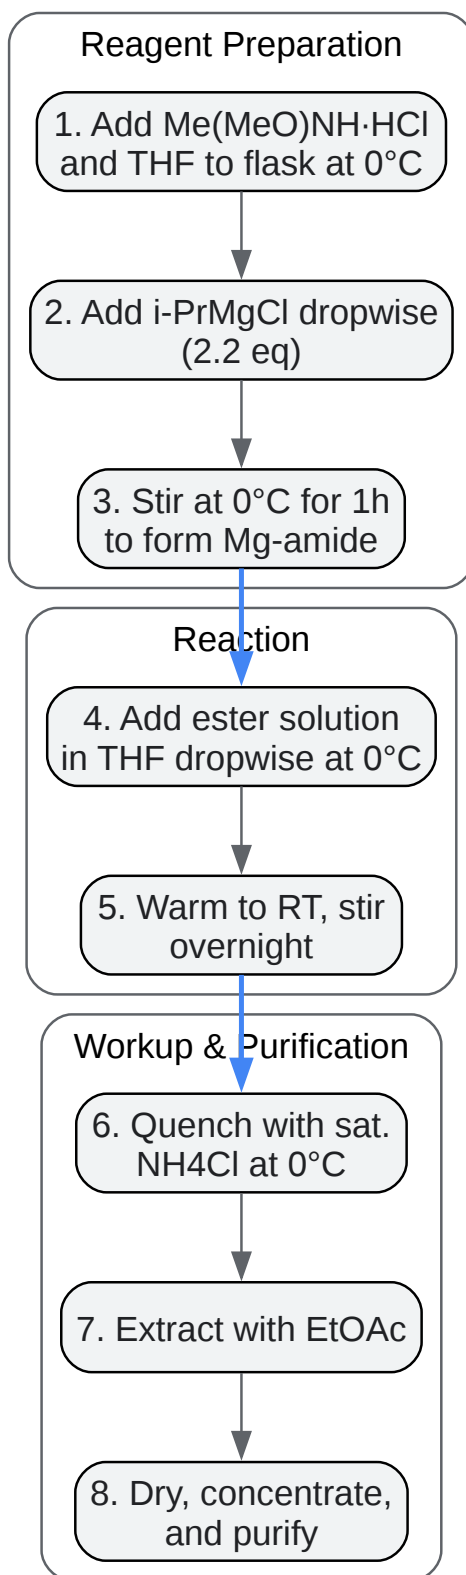 Reagent Preparation
1. Add Me(MeO)NH·HCl
and THF to flask at 0°C
2. Add i-PrMgCl dropwise
(2.2 eq)
3. Stir at 0°C for 1h
to form Mg-amide
Reaction
4. Add ester solution
in THF dropwise at 0°C
5. Warm to RT, stir
overnight
Workup & Purification
6. Quench with sat.
NH4Cl at 0°C
7. Extract with EtOAc
8. Dry, concentrate,
and purify